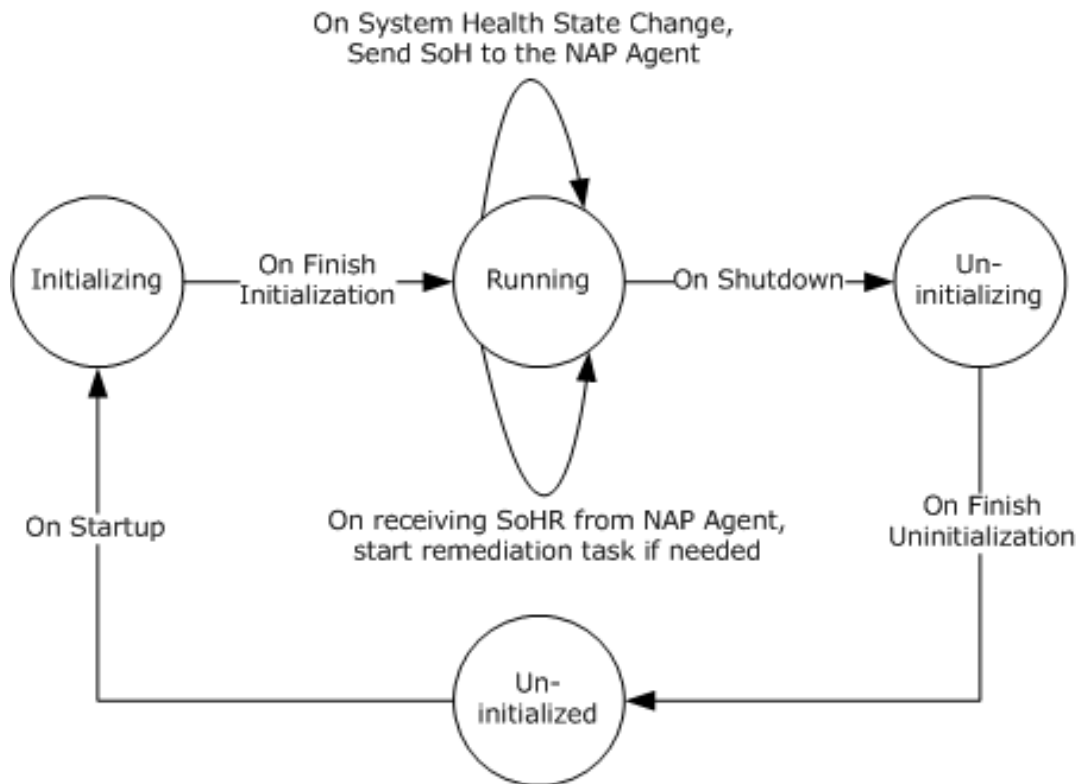 On System Health State Change,
Send SoH to the NAP Agent
Initializing
On Finish
Initialization
Running
On Shutdown
Un-
initializing
On Startup
On receiving SoHR from NAP Agent,
start remediation task if needed
On Finish
Uninitialization
Un-
initialized